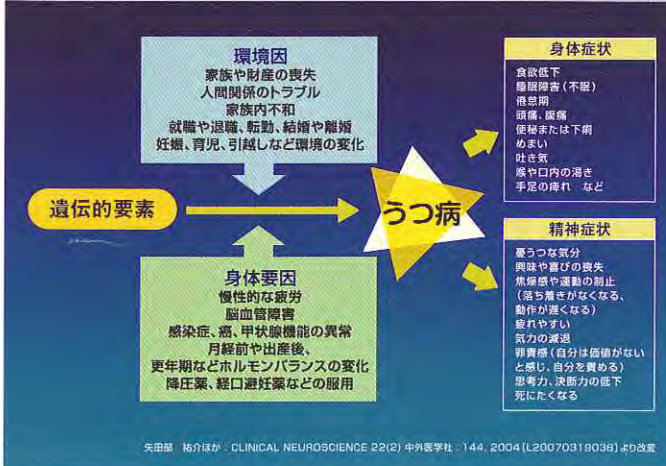 環境因
家族や財産の喪失
人間関係のトラブル
家族内不和
就職や退職、転勤、結婚や離婚
妊娠、育児、引越しなど環境の変化
遺伝的要素
身体要因
慢性的な疲労
脳血管障害
感染症、癌、甲状腺機能の異常
月経前や出産後、
更年期などホルモンバランスの変化
降圧薬、経口避妊薬などの服用
うつ病
身体症状
食欲低下
睡眠障害（不眠）
倦怠期
頭痛、腹痛
便秘または下痢
めまい
吐き気
喉や口内の渇き
手足の痺れ など
精神症状
憂うつな気分
興味や喜びの喪失
焦燥感や運動の制止
（落ち着きがなくなる、
動作が遅くなる）
疲れやすい
気力の減退
罪責感（自分は価値がない
と感じ、自分を責める）
思考力、決断力の低下
死にたくなる
矢田部 祐介ほか：CLINICAL NEUROSCIENCE 22(2) 中外医学社：144, 2004 [L20070319038] より改変